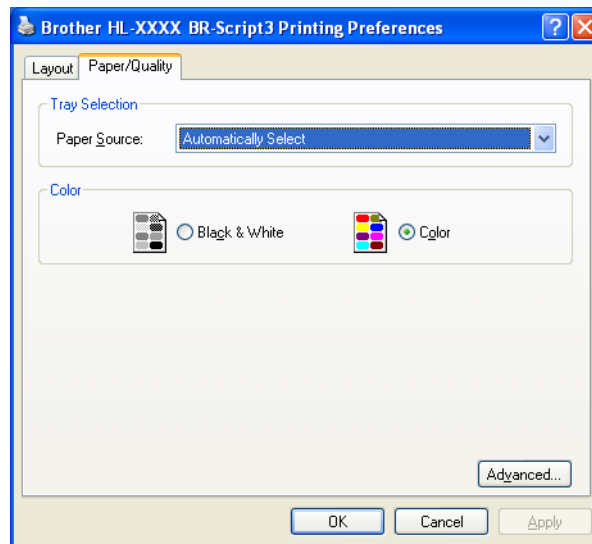 Brother HL-XXXX BR-Script3 Printing Preferences
Layout Paper/Quality
Tray Selection
Paper Source: Automatically Select
Color
Black & White Color
Advanced...
OK Cancel Apply